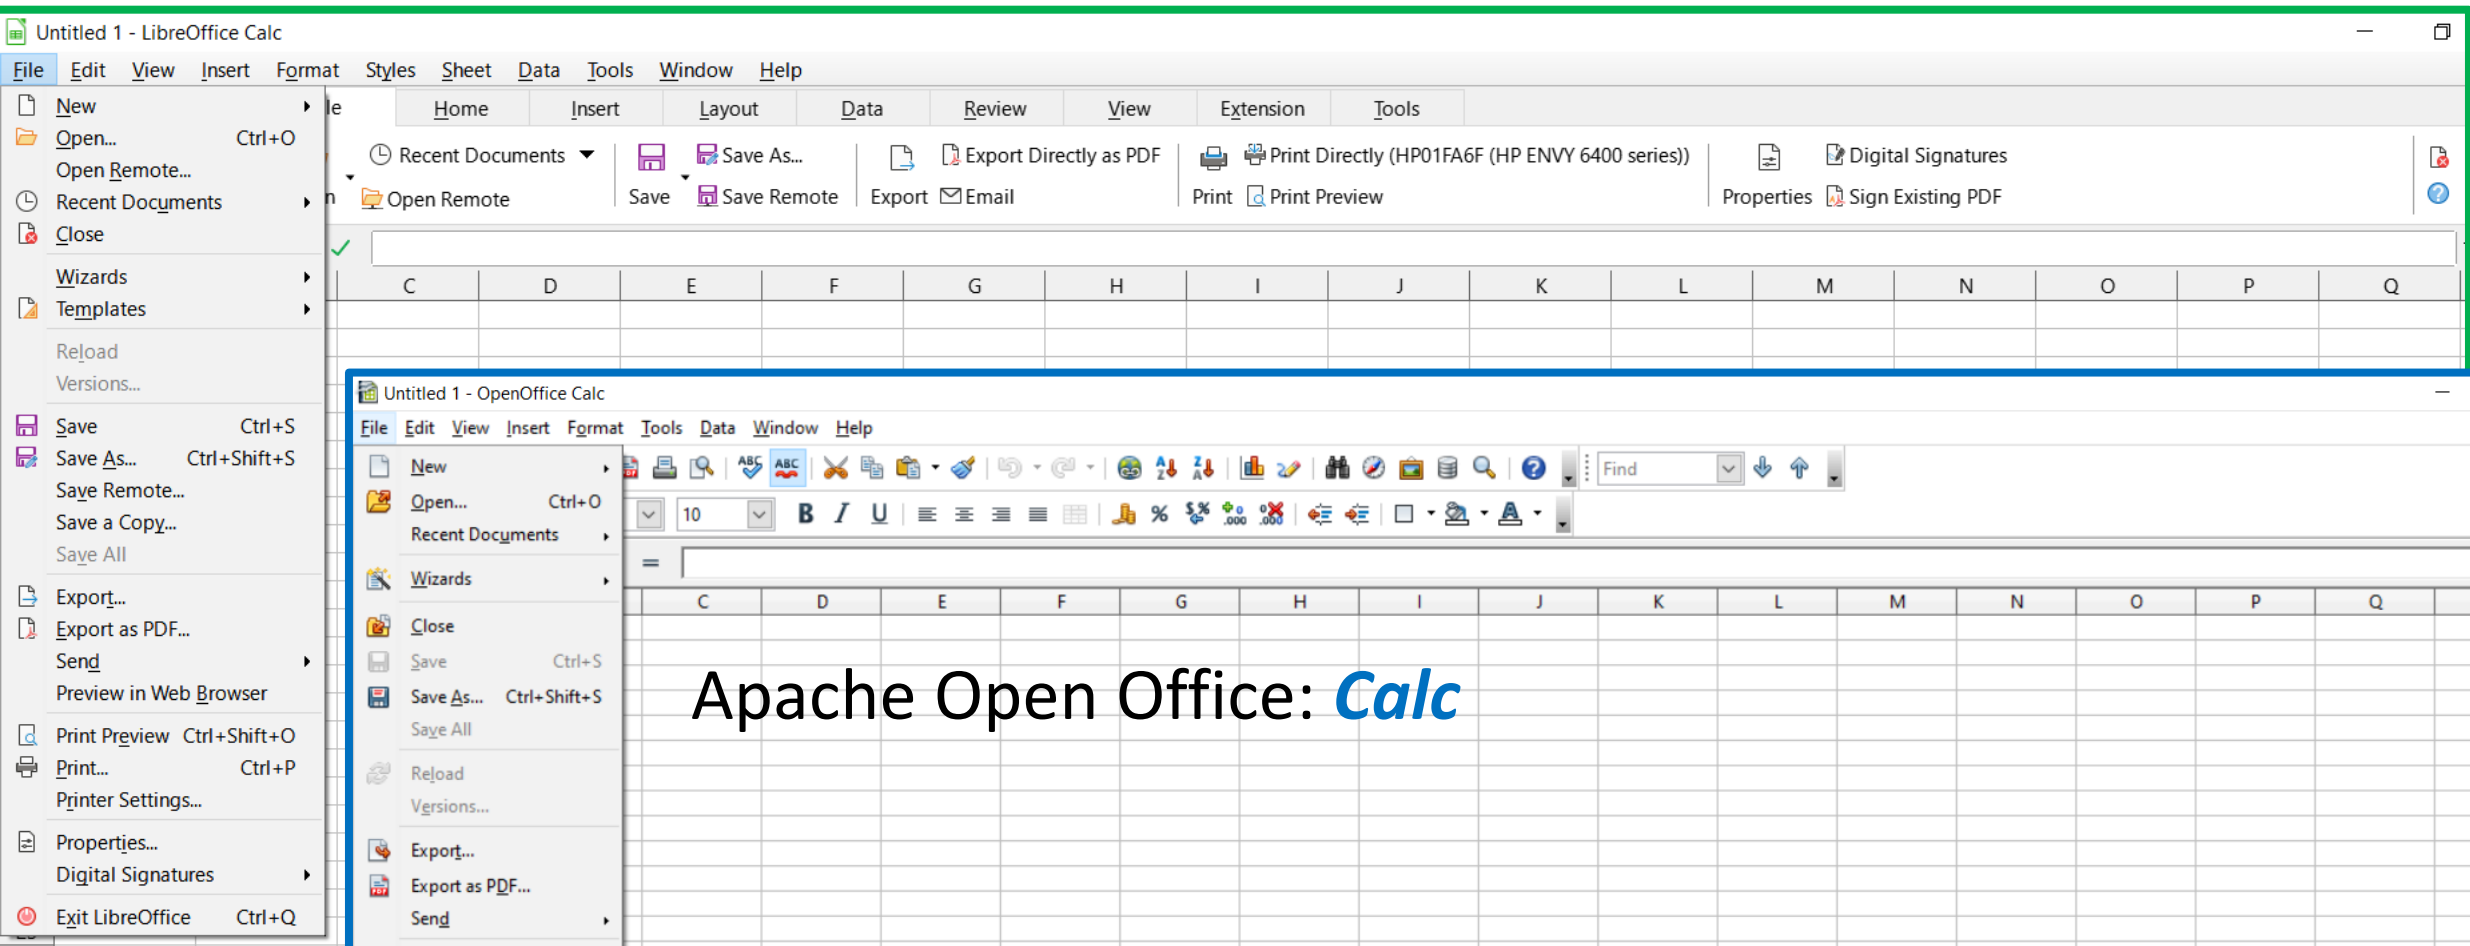 Untitled 1 - LibreOffice Calc
File Edit View Insert Format Styles Sheet Data Tools Window Help
le Home Insert Layout Data Review View Extension Tools
Recent Documents Save As... Export Directly as PDF Print Directly (HP01FA6F (HP ENVY 6400 series)) Digital Signatures
n Open Remote Save Save Remote Export Email Print Print Preview Properties Sign Existing PDF
C D E F G H I J K L M N O P Q
New
Open... Ctrl+O
Open Remote...
Recent Documents
Close
Wizards
Templates
Reload
Versions...
Save Ctrl+S
Save As... Ctrl+Shift+S
Save Remote...
Save a Copy...
Save All
Export...
Export as PDF...
Send
Preview in Web Browser
Print Preview Ctrl+Shift+O
Print... Ctrl+P
Printer Settings...
Properties...
Digital Signatures
Exit LibreOffice Ctrl+Q
Untitled 1 - OpenOffice Calc
File Edit View Insert Format Tools Data Window Help
ABC ABC Find
10 B I U % A
=
C D E F G H I J K L M N O P Q
New
Open... Ctrl+O
Recent Documents
Wizards
Close
Save Ctrl+S
Save As... Ctrl+Shift+S
Save All
Reload
Versions...
Export...
Export as PDF...
Send
Apache Open Office: Calc